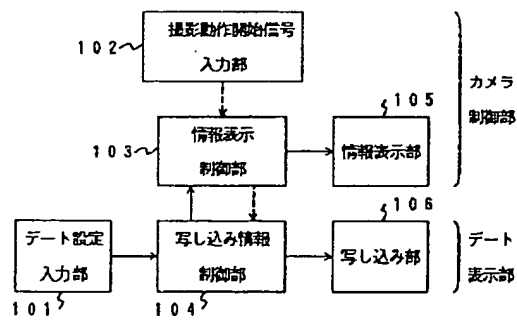 撮影動作開始信号
入力部
102
カメラ
制御部
105
情報表示
制御部
103
情報表示部
106
デート設定
入力部
写し込み情報
制御部
写し込み部
デート
表示部
101
104